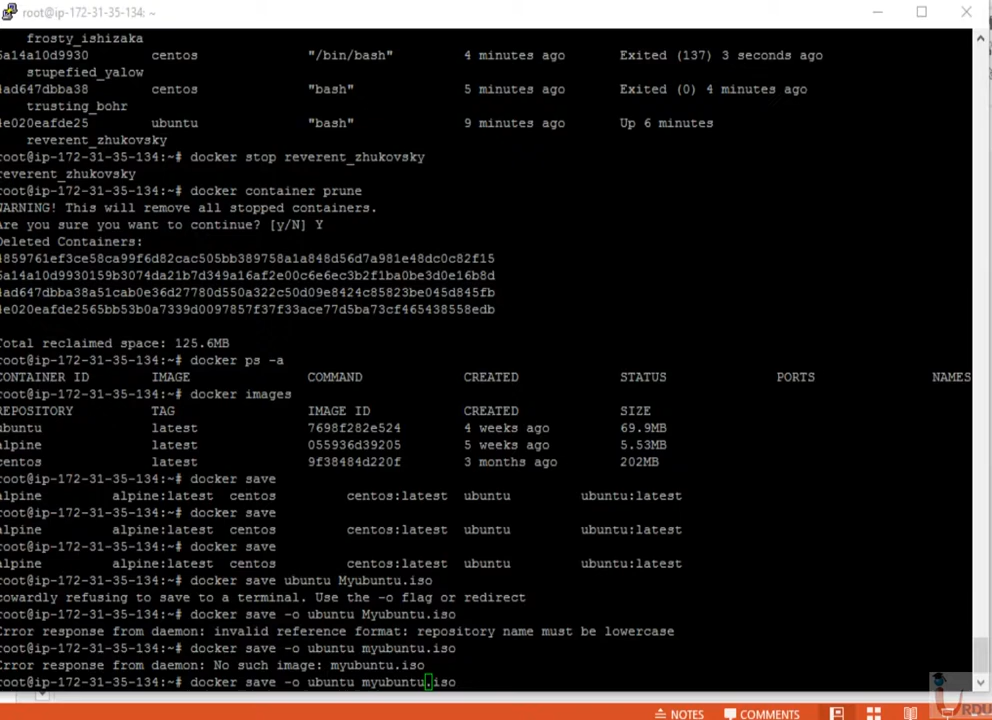 root@ip-172-31-35-134: ~
frosty_ishizaka
6a14a10d9930 centos "/bin/bash" 4 minutes ago Exited (137) 3 seconds ago
stupefied_yalow
4ad647dbba38 centos "bash" 5 minutes ago Exited (0) 4 minutes ago
trusting_bohr
4e020eafde25 ubuntu "bash" 9 minutes ago Up 6 minutes
reverent_zhukovsky
root@ip-172-31-35-134:~# docker stop reverent_zhukovsky
reverent_zhukovsky
root@ip-172-31-35-134:~# docker container prune
WARNING! This will remove all stopped containers.
Are you sure you want to continue? [y/N] Y
Deleted Containers:
4859761ef3ce58ca99f6d82cac505bb389758a1a848d56d7a981e48dc0c82f15
6a14a10d9930159b3074da21b7d349a16af2e00c6e6ec3b2f1ba0be3d0e16b8d
4ad647dbba38a51cab0e36d27780d550a322c50d09e8424c85823be045d845fb
4e020eafde2565bb53b0a7339d0097857f37f33ace77d5ba73cf465438558edb
Total reclaimed space: 125.6MB
root@ip-172-31-35-134:~# docker ps -a
CONTAINER ID IMAGE COMMAND CREATED STATUS PORTS NAMES
root@ip-172-31-35-134:~# docker images
REPOSITORY TAG IMAGE ID CREATED SIZE
ubuntu latest 7698f282e524 4 weeks ago 69.9MB
alpine latest 055936d39205 5 weeks ago 5.53MB
centos latest 9f38484d220f 3 months ago 202MB
root@ip-172-31-35-134:~# docker save
alpine alpine:latest centos centos:latest ubuntu ubuntu:latest
root@ip-172-31-35-134:~# docker save
alpine alpine:latest centos centos:latest ubuntu ubuntu:latest
root@ip-172-31-35-134:~# docker save
alpine alpine:latest centos centos:latest ubuntu ubuntu:latest
root@ip-172-31-35-134:~# docker save ubuntu Myubuntu.iso
cowardly refusing to save to a terminal. Use the -o flag or redirect
root@ip-172-31-35-134:~# docker save -o ubuntu Myubuntu.iso
Error response from daemon: invalid reference format: repository name must be lowercase
root@ip-172-31-35-134:~# docker save -o ubuntu myubuntu.iso
Error response from daemon: No such image: myubuntu.iso
root@ip-172-31-35-134:~# docker save -o ubuntu myubuntu.iso
URDU
NOTES COMMENTS